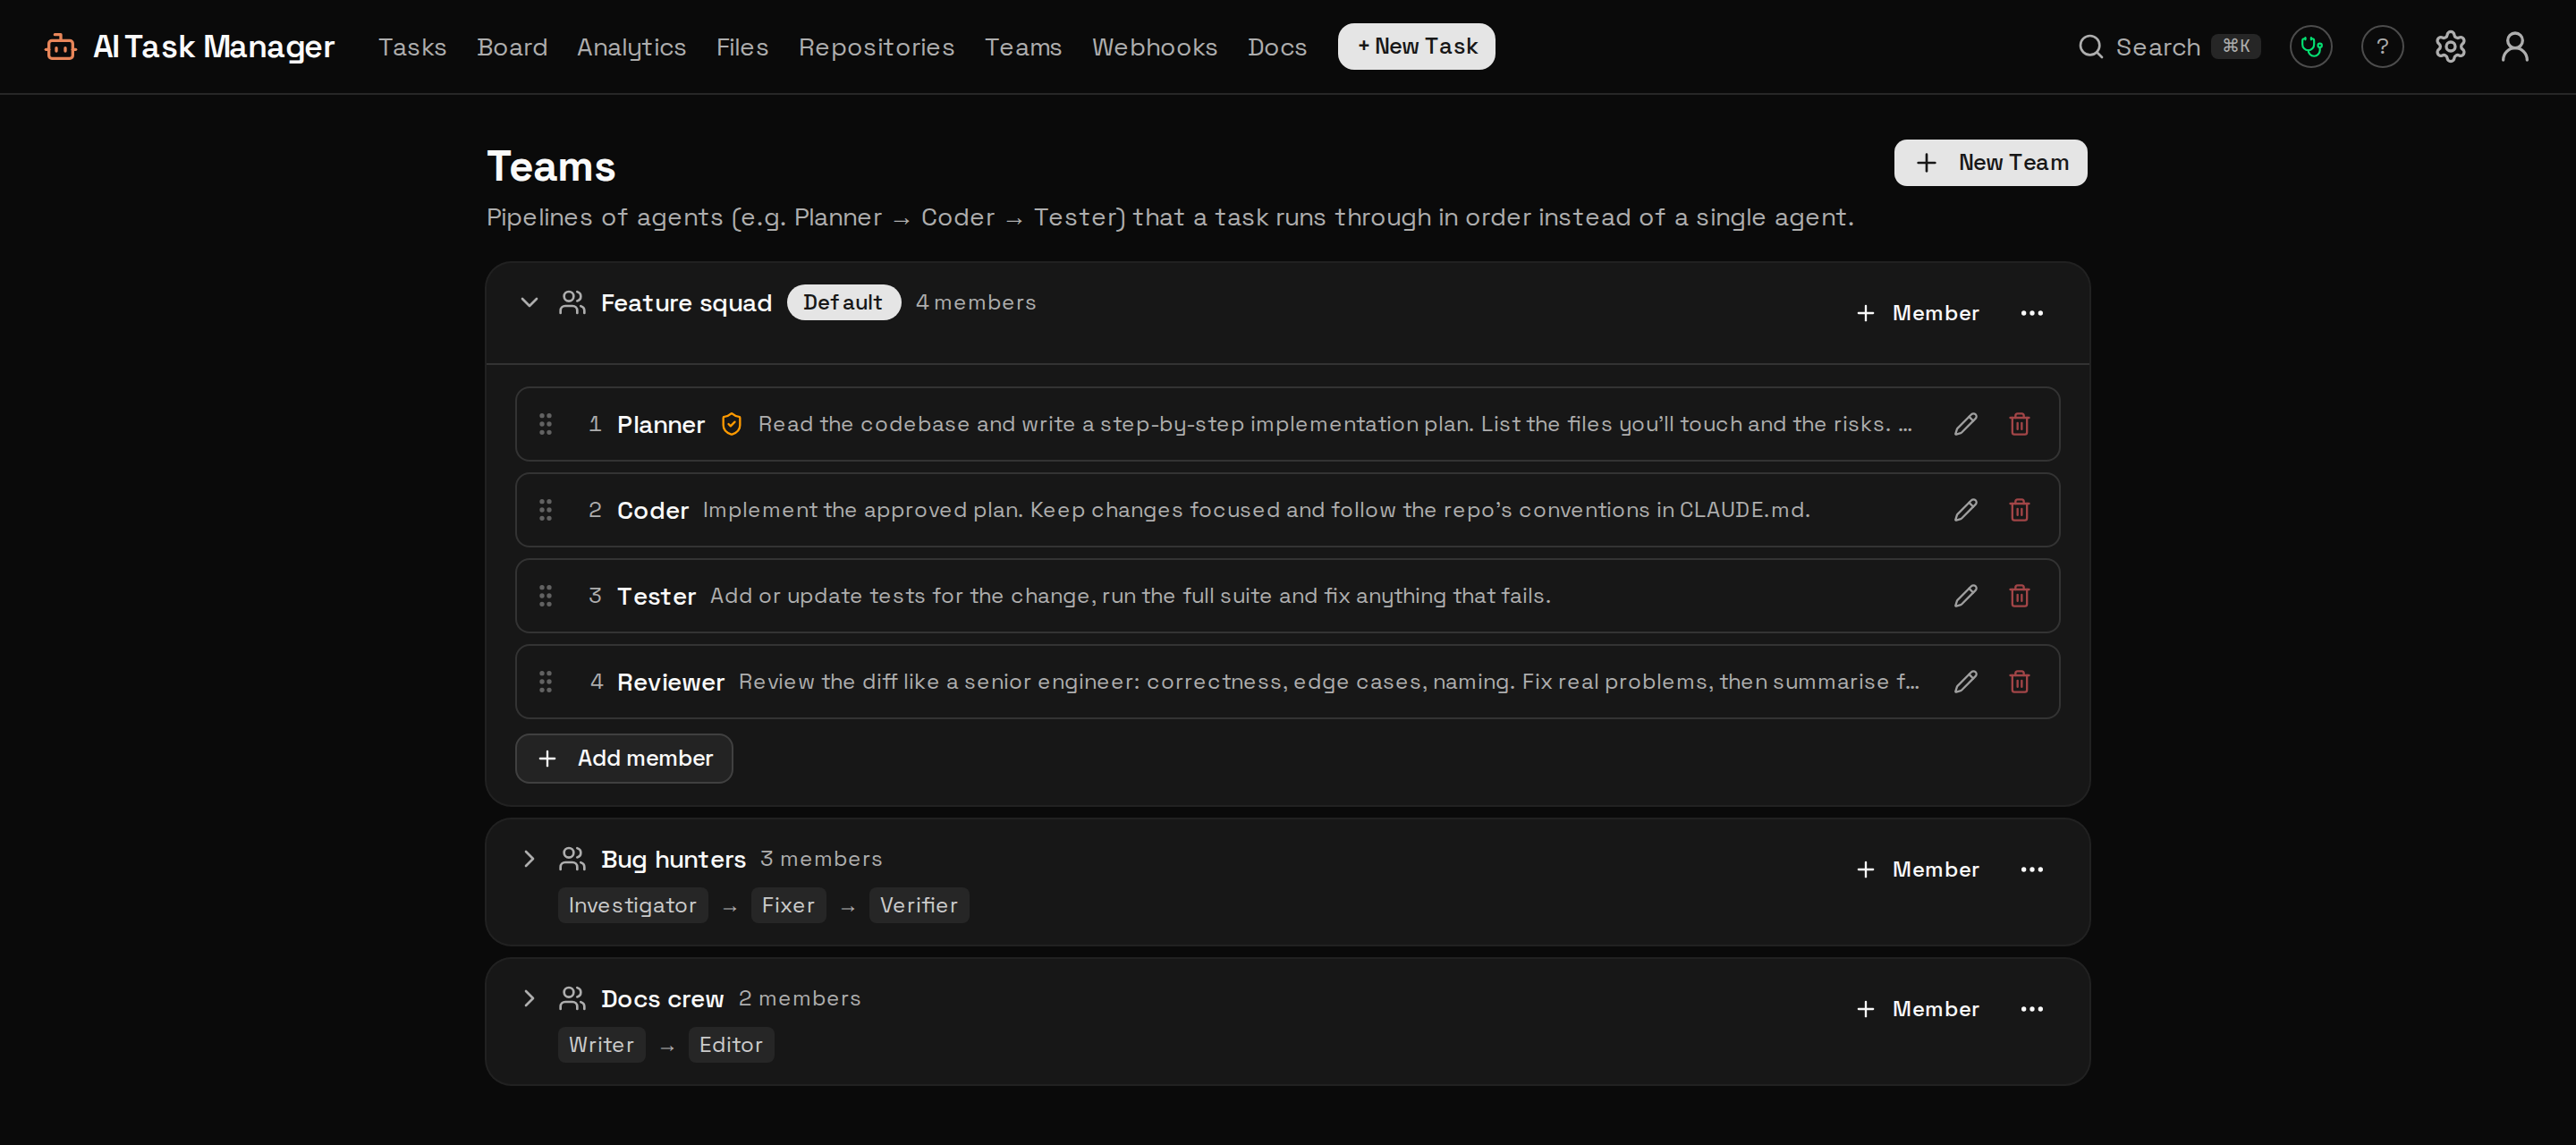 AI Task Manager Tasks Board Analytics Files Repositories Teams Webhooks Docs + New Task Search ⌘K ?
Teams
+ New Team
Pipelines of agents (e.g. Planner → Coder → Tester) that a task runs through in order instead of a single agent.
Feature squad Default 4 members + Member
1 Planner Read the codebase and write a step-by-step implementation plan. List the files you'll touch and the risks. …
2 Coder Implement the approved plan. Keep changes focused and follow the repo's conventions in CLAUDE.md.
3 Tester Add or update tests for the change, run the full suite and fix anything that fails.
4 Reviewer Review the diff like a senior engineer: correctness, edge cases, naming. Fix real problems, then summarise f…
+ Add member
Bug hunters 3 members + Member
Investigator → Fixer → Verifier
Docs crew 2 members + Member
Writer → Editor